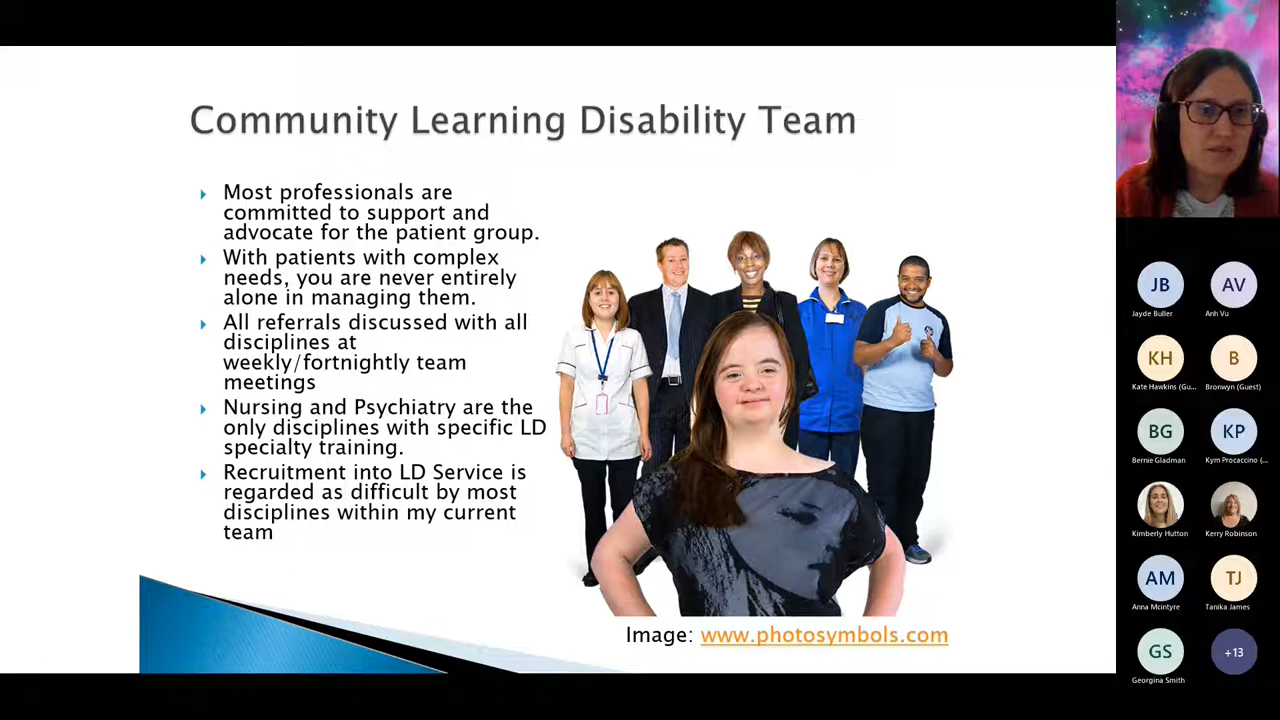 Community Learning Disability Team
Most professionals are
committed to support and
advocate for the patient group.
With patients with complex
needs, you are never entirely
alone in managing them.
All referrals discussed with all
disciplines at
weekly/fortnightly team
meetings
Nursing and Psychiatry are the
only disciplines with specific LD
specialty training.
Recruitment into LD Service is
regarded as difficult by most
disciplines within my current
team
Image: www.photosymbols.com
JB
AV
Jayde Buller
Anh Vu
KH
B
Kate Hawkins (Gu...
Bronwyn (Guest)
BG
KP
Bernie Gladman
Kym Procaccino (...
Kimberly Hutton
Kerry Robinson
AM
TJ
Anna Mcintyre
Tanika James
GS
+13
Georgina Smith